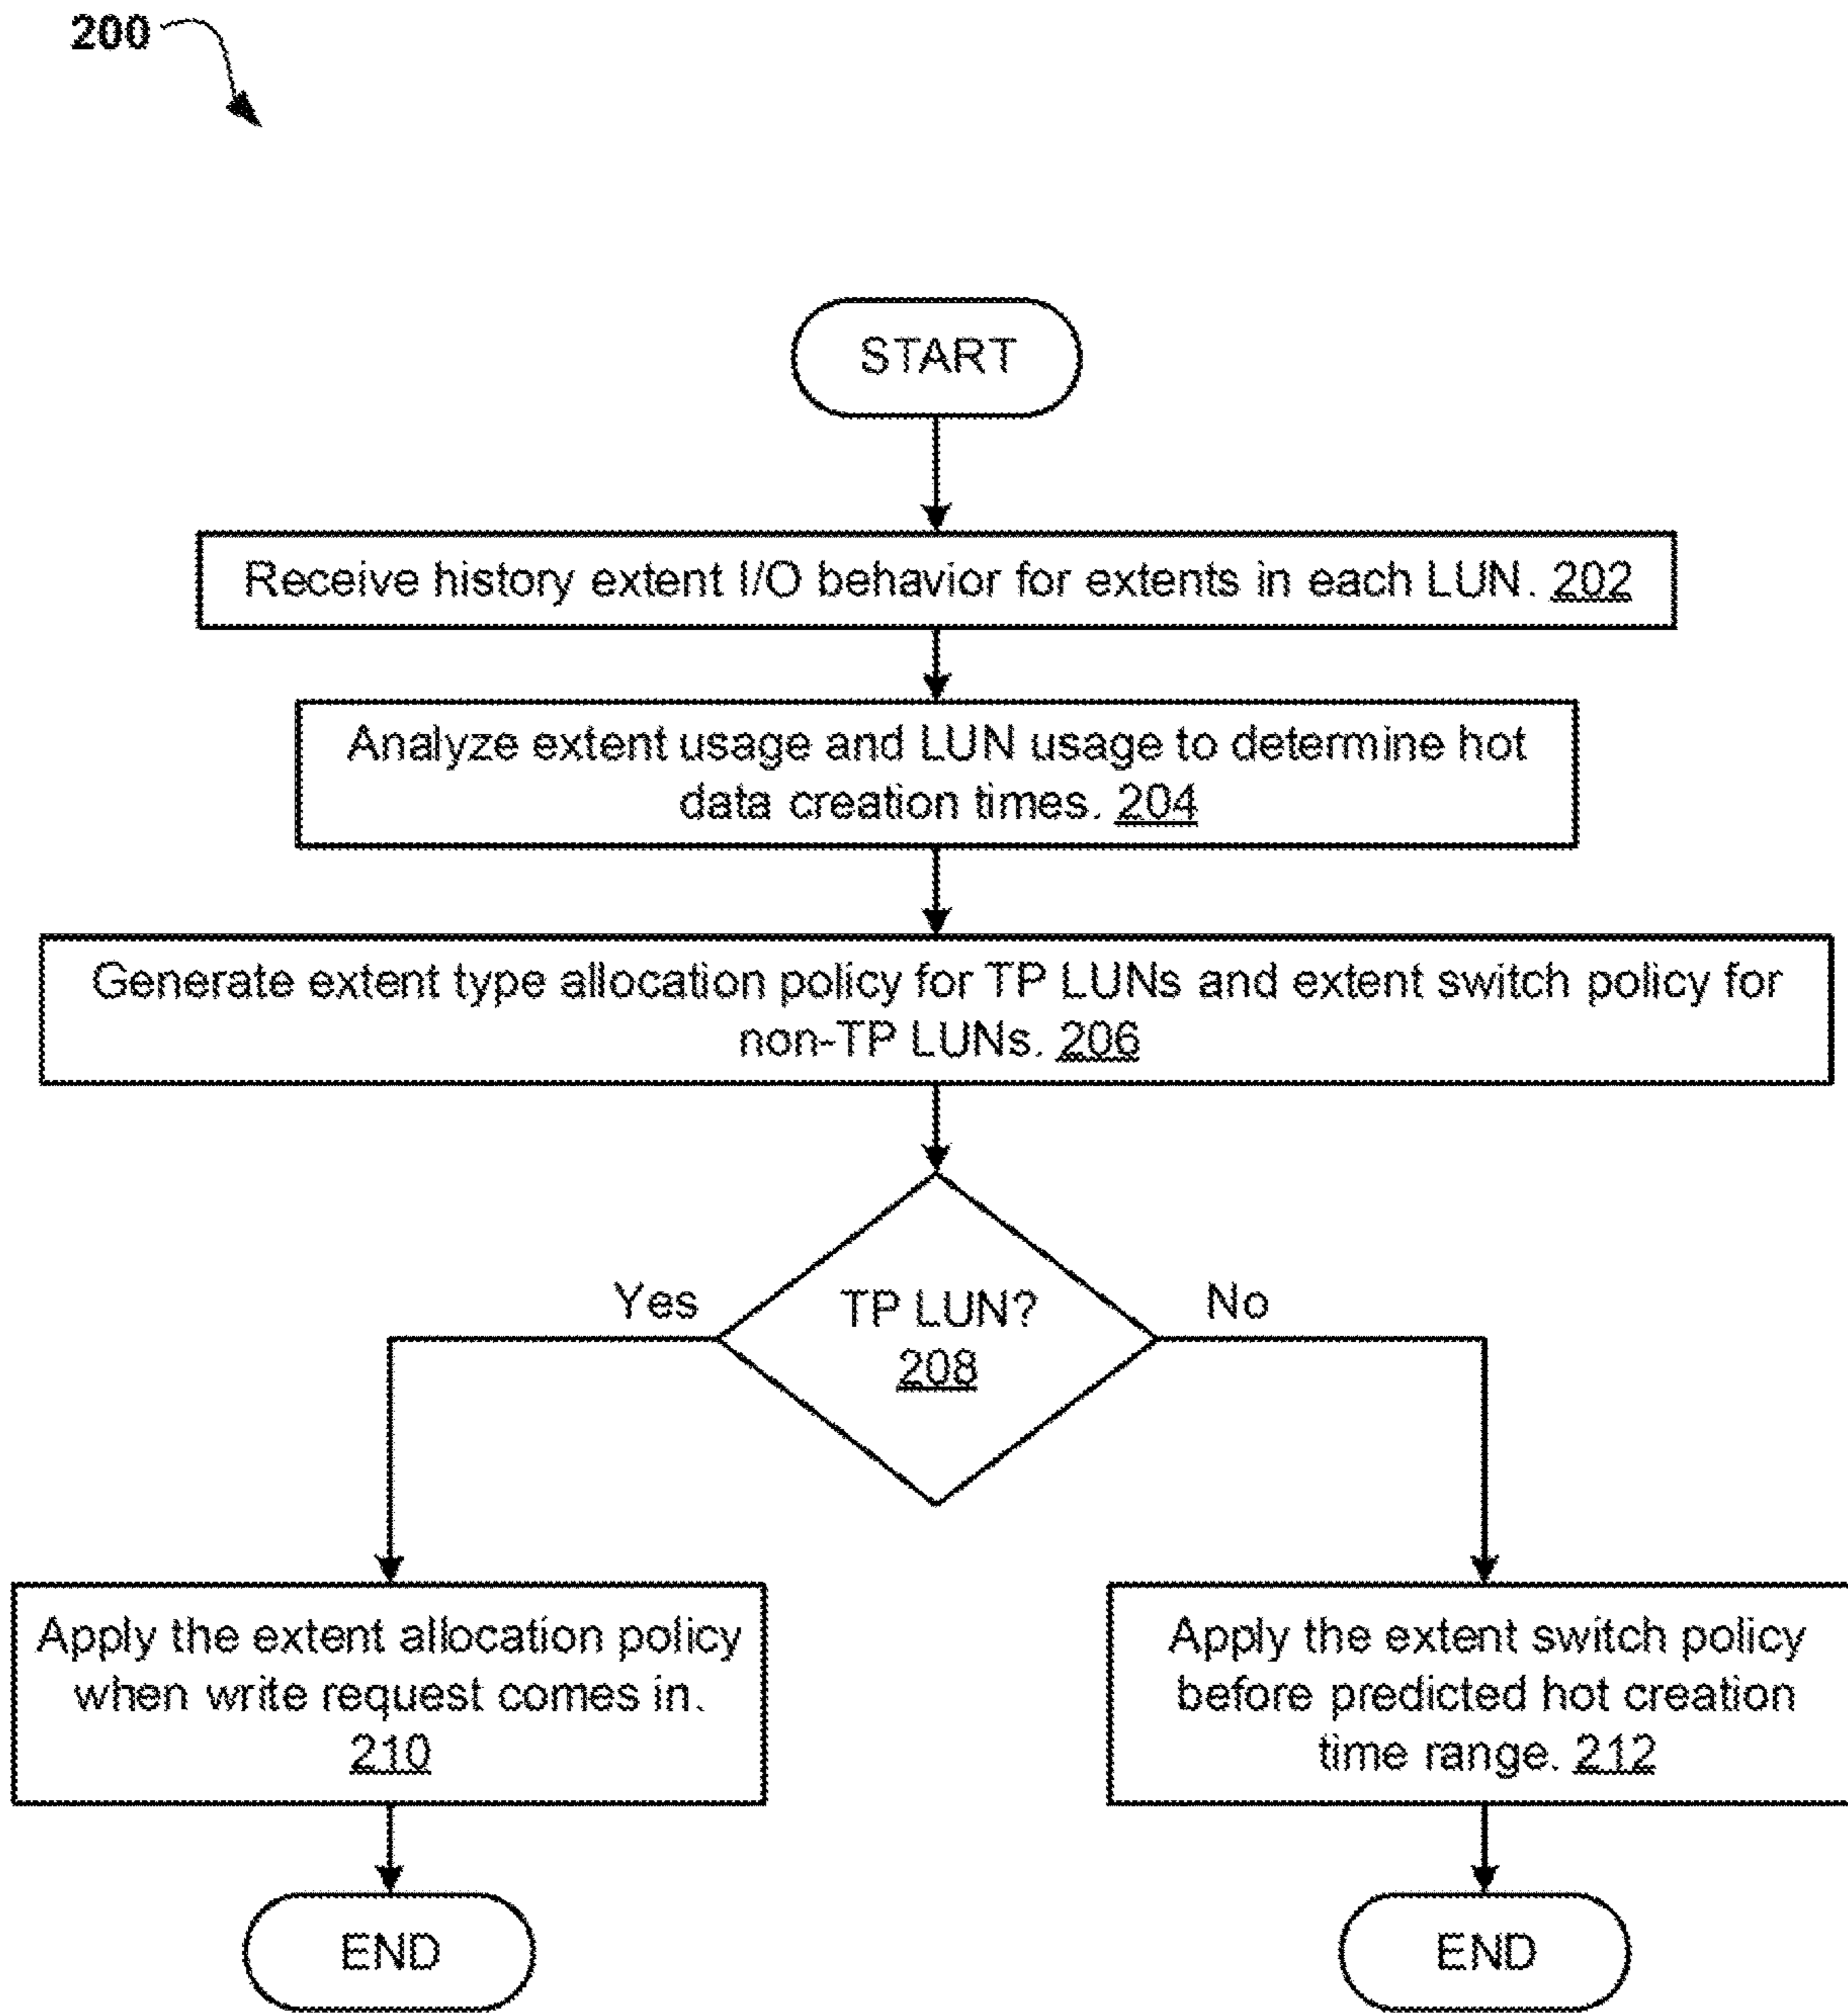 200
START
Receive history extent I/O behavior for extents in each LUN. 202
Analyze extent usage and LUN usage to determine hot
data creation times. 204
Generate extent type allocation policy for TP LUNs and extent switch policy for
non-TP LUNs. 206
TP LUN?
208
Yes
No
Apply the extent allocation policy
when write request comes in.
210
Apply the extent switch policy
before predicted hot creation
time range. 212
END
END